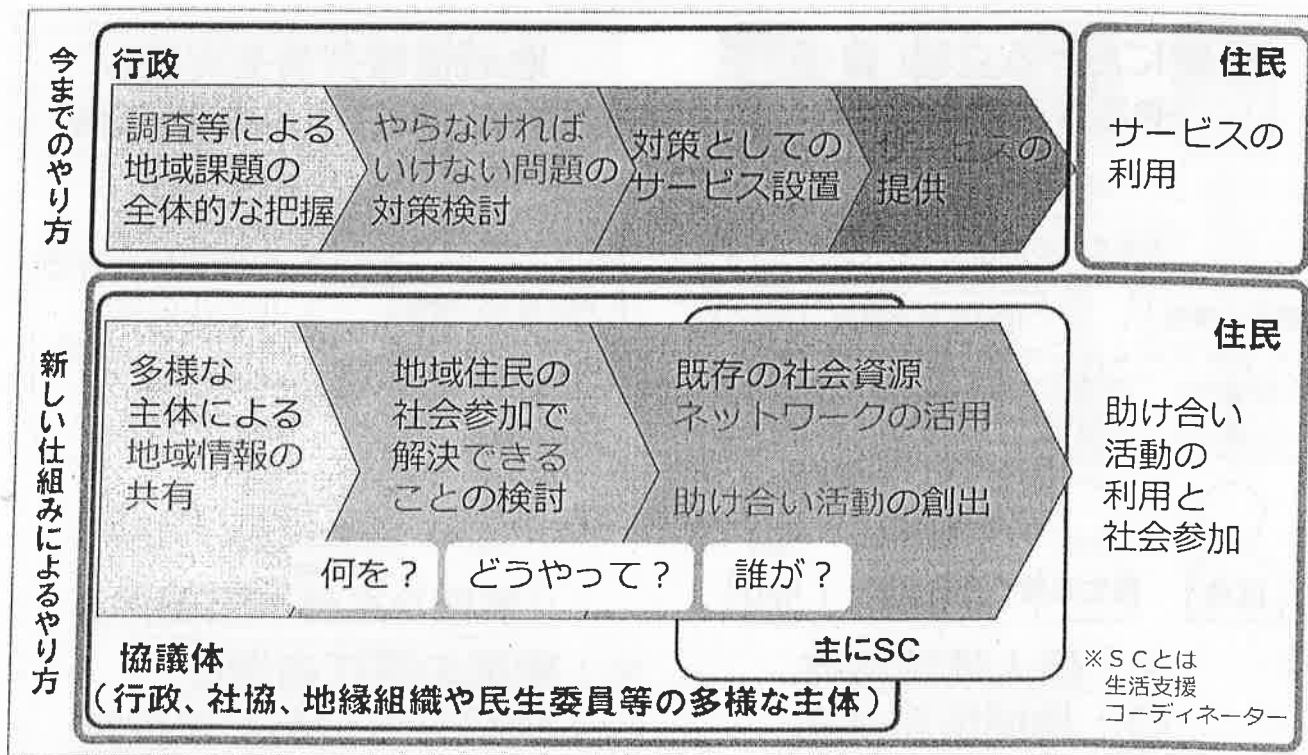 今までのやり方
行政
調査等による
地域課題の
全体的な把握
やらなければ
いけない問題の
対策検討
対策としての
サービス設置
サービスの
提供
住民
サービスの
利用
新しい仕組みによるやり方
多様な
主体による
地域情報の
共有
地域住民の
社会参加で
解決できる
ことの検討
既存の社会資源
ネットワークの活用
助け合い活動の創出
何を?
どうやって?
誰が?
主にSC
協議体
(行政、社協、地縁組織や民生委員等の多様な主体)
住民
助け合い
活動の
利用と
社会参加
※SCとは
生活支援
コーディネーター